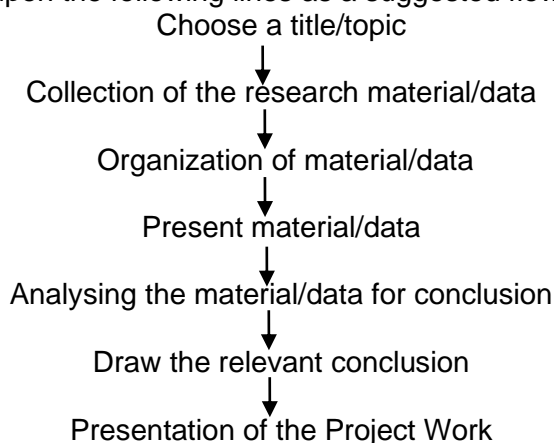 upon the following lines as a suggested flow
Choose a title/topic
Collection of the research material/data
Organization of material/data
Present material/data
Analysing the material/data for conclusion
Draw the relevant conclusion
Presentation of the Project Work